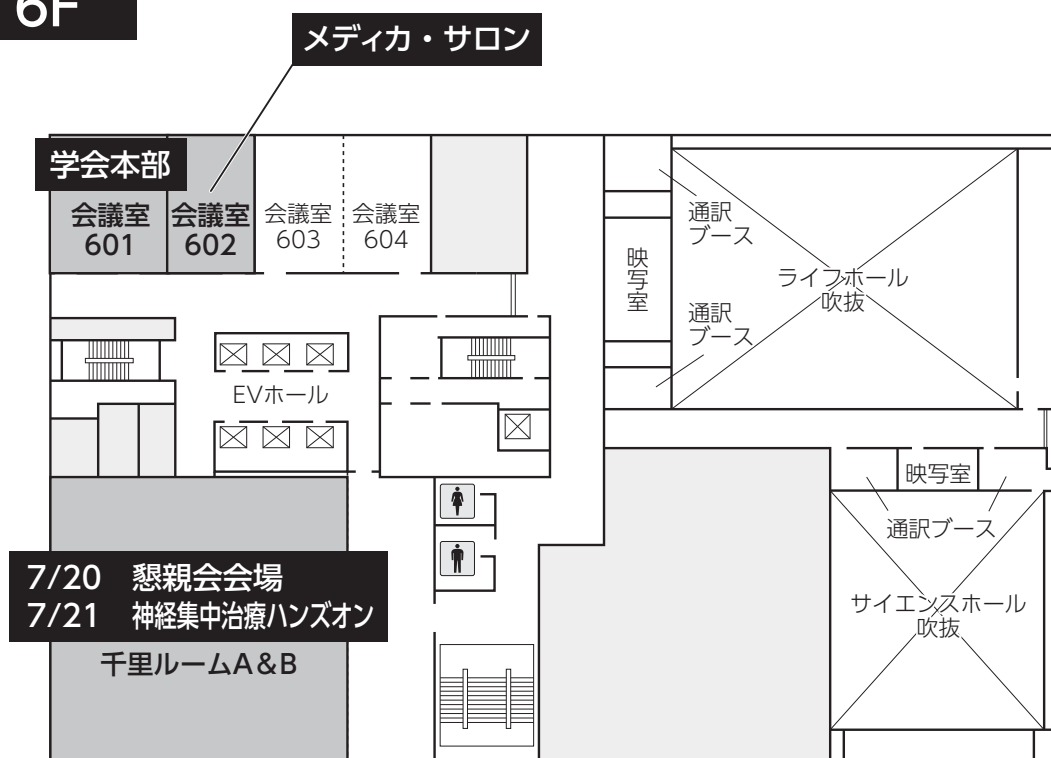 6F
メディカ・サロン
学会本部
会議室
601
会議室
602
会議室
603
会議室
604
通訳
ブース
映写室
通訳
ブース
ライフホール
吹抜
EVホール
映写室
通訳ブース
サイエンスホール
吹抜
7/20 懇親会会場
7/21 神経集中治療ハンズオン
千里ルームA&B